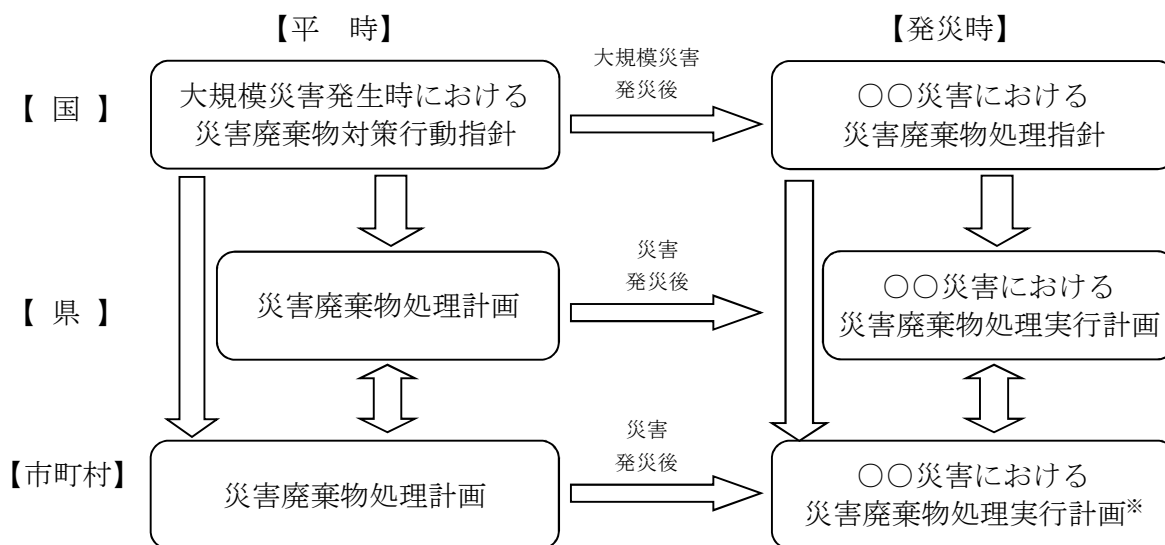 【平　時】
【発災時】
【 国 】
大規模災害発生時における
災害廃棄物対策行動指針
大規模災害
発災後
○○災害における
災害廃棄物処理指針
【 県 】
災害廃棄物処理計画
災害
発災後
○○災害における
災害廃棄物処理実行計画
【市町村】
災害廃棄物処理計画
災害
発災後
○○災害における
災害廃棄物処理実行計画※